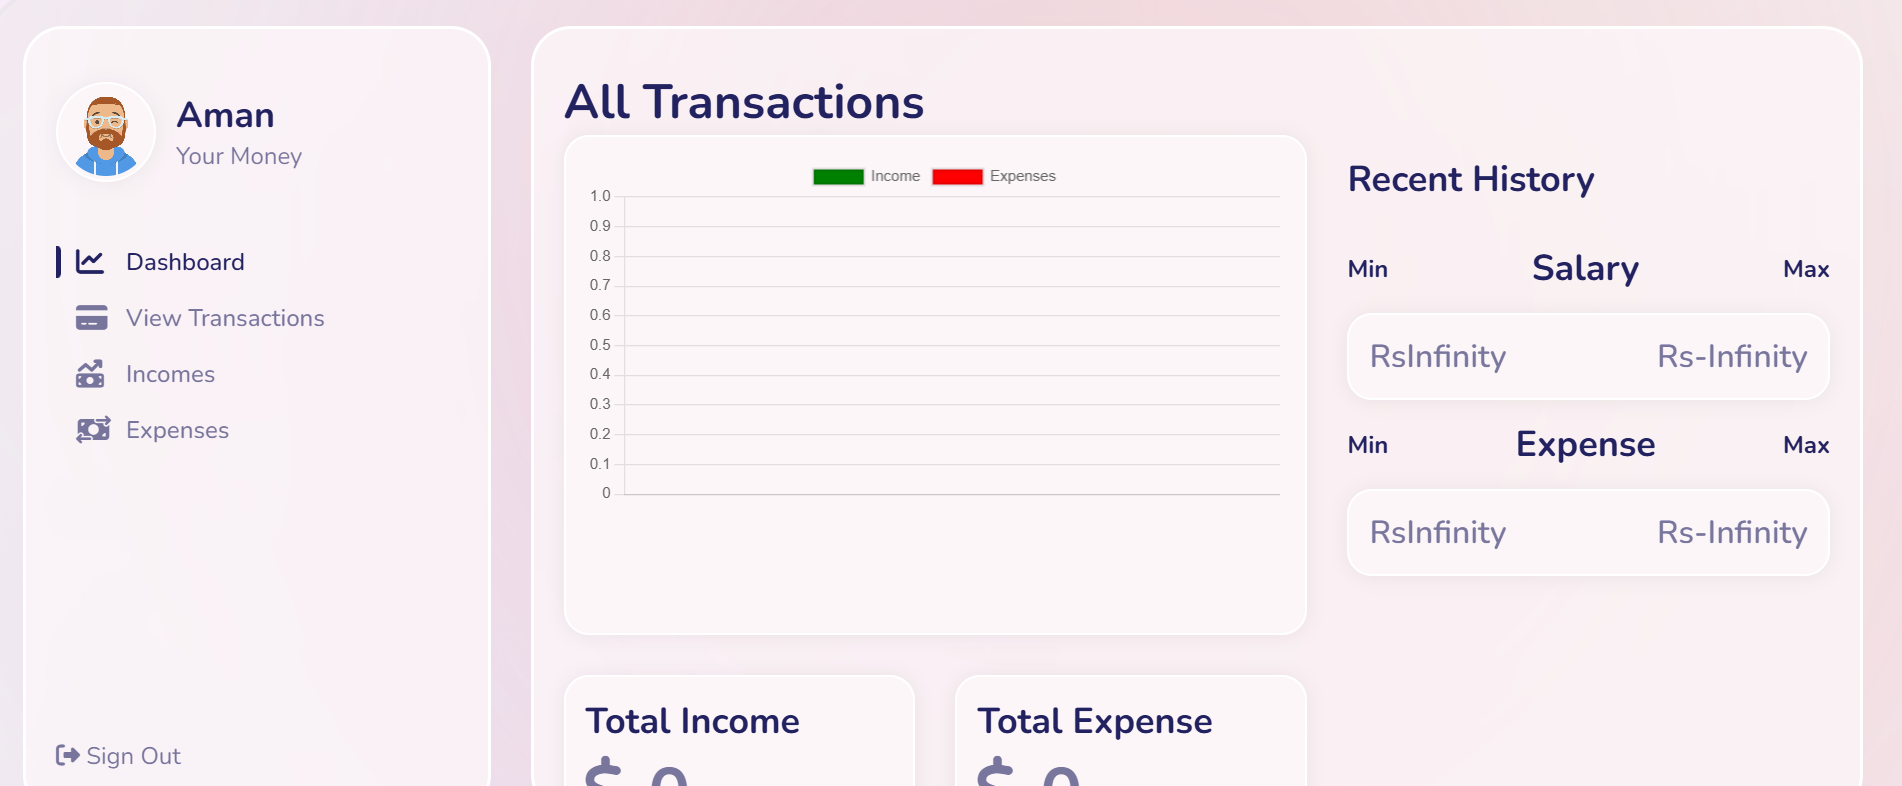 Aman
Your Money
Dashboard
View Transactions
Incomes
Expenses
Sign Out
All Transactions
Income Expenses
1.0
0.9
0.8
0.7
0.6
0.5
0.4
0.3
0.2
0.1
0
Recent History
Min Salary Max
RsInfinity Rs-Infinity
Min Expense Max
RsInfinity Rs-Infinity
Total Income
$ 0
Total Expense
$ 0